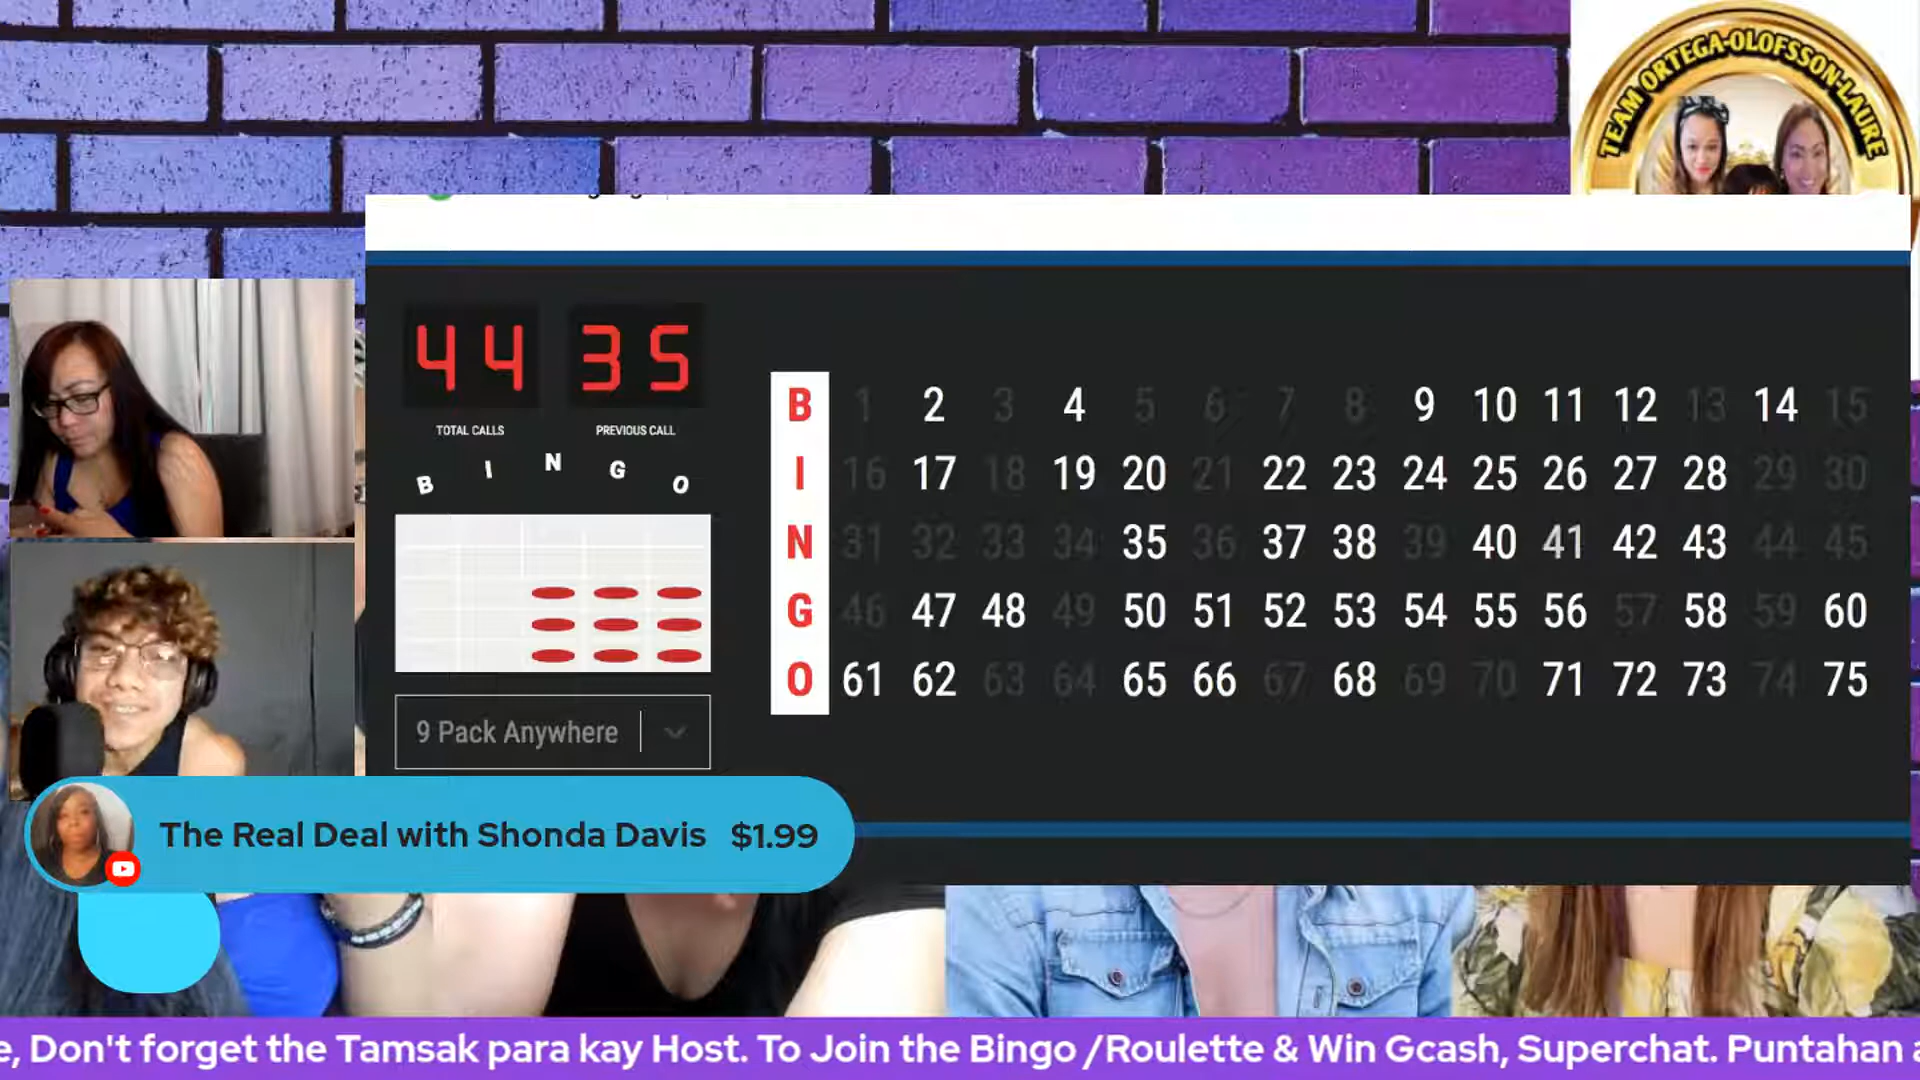 TEAM ORTEGA-OLOFSSON-LAURE
44 35
TOTAL CALLS PREVIOUS CALL
B I N G O
9 Pack Anywhere
B 1 2 3 4 5 6 7 8 9 10 11 12 13 14 15
I 16 17 18 19 20 21 22 23 24 25 26 27 28 29 30
N 31 32 33 34 35 36 37 38 39 40 41 42 43 44 45
G 46 47 48 49 50 51 52 53 54 55 56 57 58 59 60
O 61 62 63 64 65 66 67 68 69 70 71 72 73 74 75
The Real Deal with Shonda Davis $1.99
e, Don't forget the Tamsak para kay Host. To Join the Bingo /Roulette & Win Gcash, Superchat. Puntahan a